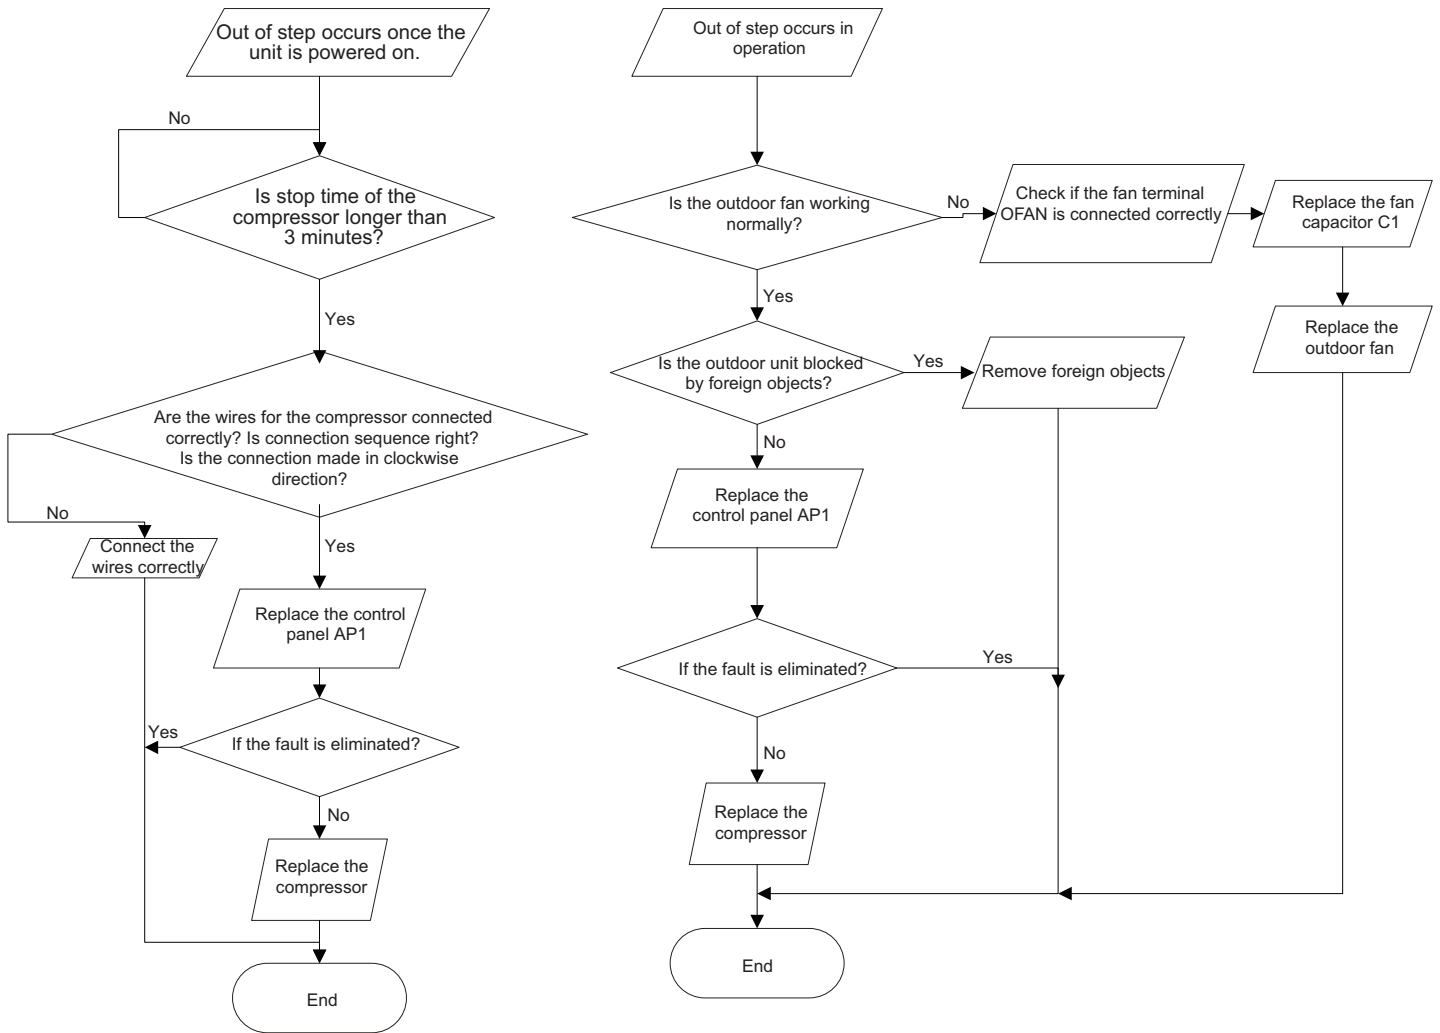 Out of step occurs once the
unit is powered on.
No
Is stop time of the
compressor longer than
3 minutes?
Yes
Are the wires for the compressor connected
correctly? Is connection sequence right?
Is the connection made in clockwise
direction?
No
Connect the
wires correctly
Yes
Replace the control
panel AP1
Yes
If the fault is eliminated?
No
Replace the
compressor
End
Out of step occurs in
operation
Is the outdoor fan working
normally?
No
Check if the fan terminal
OFAN is connected correctly
Replace the fan
capacitor C1
Replace the
outdoor fan
Yes
Is the outdoor unit blocked
by foreign objects?
Yes
Remove foreign objects
No
Replace the
control panel AP1
If the fault is eliminated?
Yes
No
Replace the
compressor
End